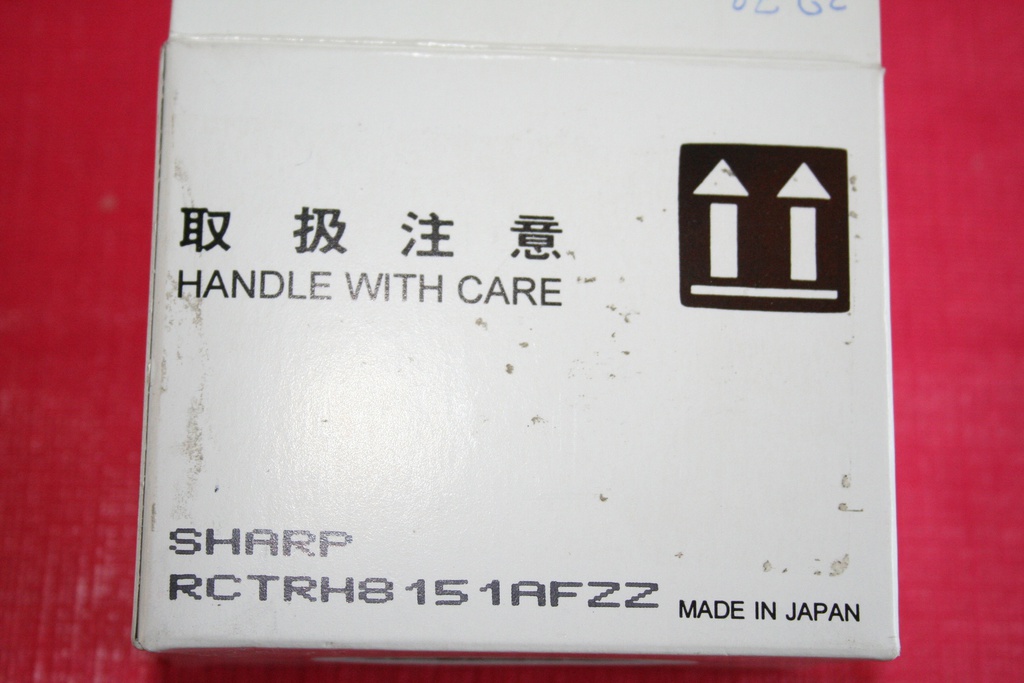 取扱注意
HANDLE WITH CARE
SHARP
RCTRH8151AFZZ
MADE IN JAPAN